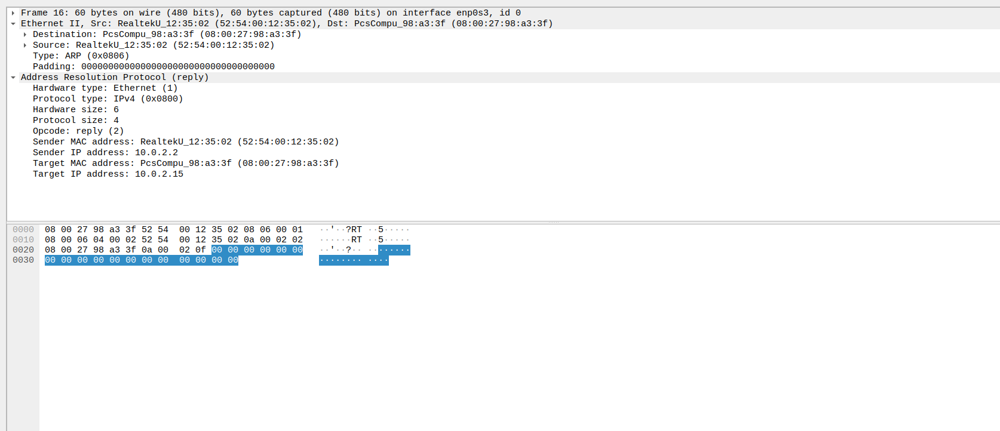 Frame 16: 60 bytes on wire (480 bits), 60 bytes captured (480 bits) on interface enp0s3, id 0
Ethernet II, Src: RealtekU_12:35:02 (52:54:00:12:35:02), Dst: PcsCompu_98:a3:3f (08:00:27:98:a3:3f)
Destination: PcsCompu_98:a3:3f (08:00:27:98:a3:3f)
Source: RealtekU_12:35:02 (52:54:00:12:35:02)
Type: ARP (0x0806)
Padding: 000000000000000000000000000000000000
Address Resolution Protocol (reply)
Hardware type: Ethernet (1)
Protocol type: IPv4 (0x0800)
Hardware size: 6
Protocol size: 4
Opcode: reply (2)
Sender MAC address: RealtekU_12:35:02 (52:54:00:12:35:02)
Sender IP address: 10.0.2.2
Target MAC address: PcsCompu_98:a3:3f (08:00:27:98:a3:3f)
Target IP address: 10.0.2.15
0000 08 00 27 98 a3 3f 52 54 00 12 35 02 08 06 00 01 ··'··?RT ··5·····
0010 08 00 06 04 00 02 52 54 00 12 35 02 0a 00 02 02 ······RT ··5·····
0020 08 00 27 98 a3 3f 0a 00 02 0f 00 00 00 00 00 00 ··'··?·· ········
0030 00 00 00 00 00 00 00 00 00 00 00 00 ········ ····